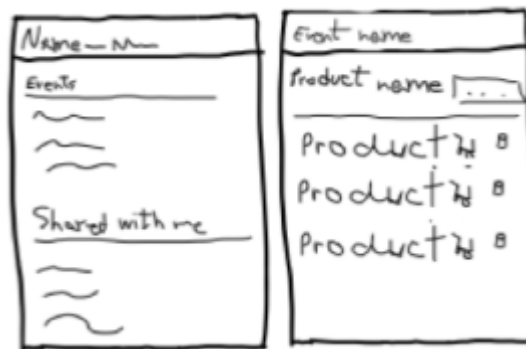 Name
Events
Shared with me
Event name
Product name ...
Product
Product
Product